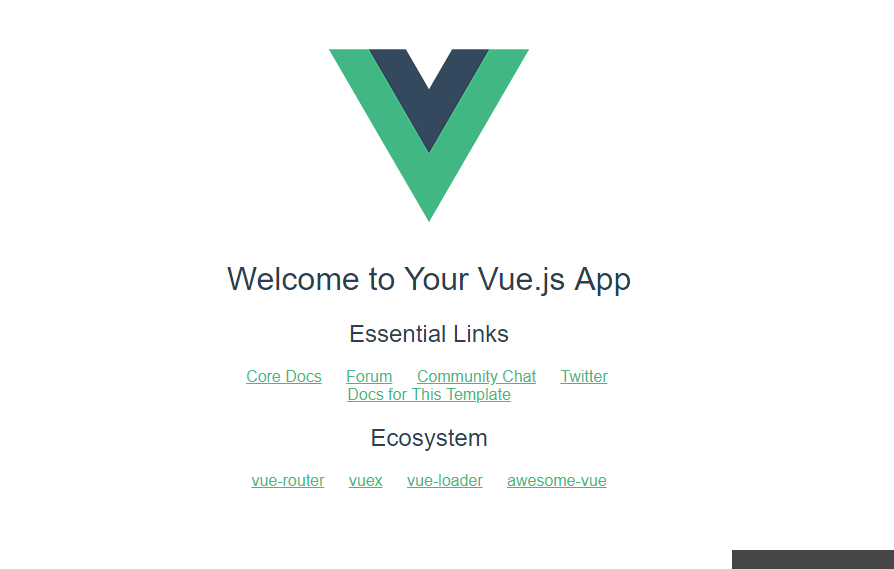 Welcome to Your Vue.js App
Essential Links
Core Docs Forum Community Chat Twitter
Docs for This Template
Ecosystem
vue-router vuex vue-loader awesome-vue